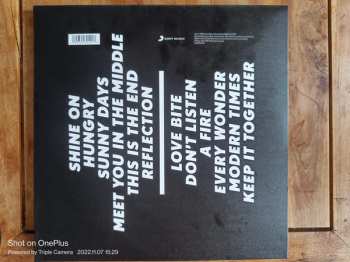 SHINE ON
HUNGRY
SUNNY DAYS
MEET YOU IN THE MIDDLE
THIS IS THE END
REFLECTION
LOVE BITE
DON'T LISTEN
A FIRE
EVERY WONDER
MODERN TIMES
KEEP IT TOGETHER
SONY MUSIC
Shot on OnePlus
Powered by Triple Camera 2022.11.07 15:29